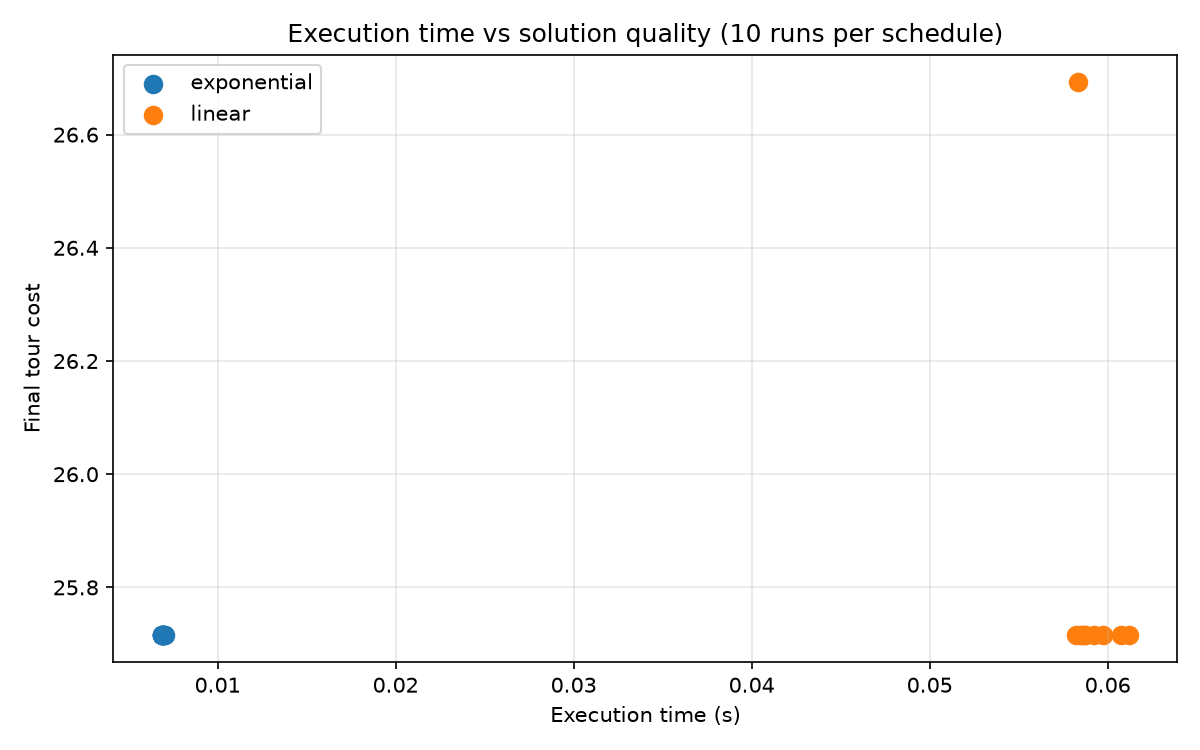 Execution time vs solution quality (10 runs per schedule)
exponential
linear
Final tour cost
26.6
26.4
26.2
26.0
25.8
0.01
0.02
0.03
0.04
0.05
0.06
Execution time (s)